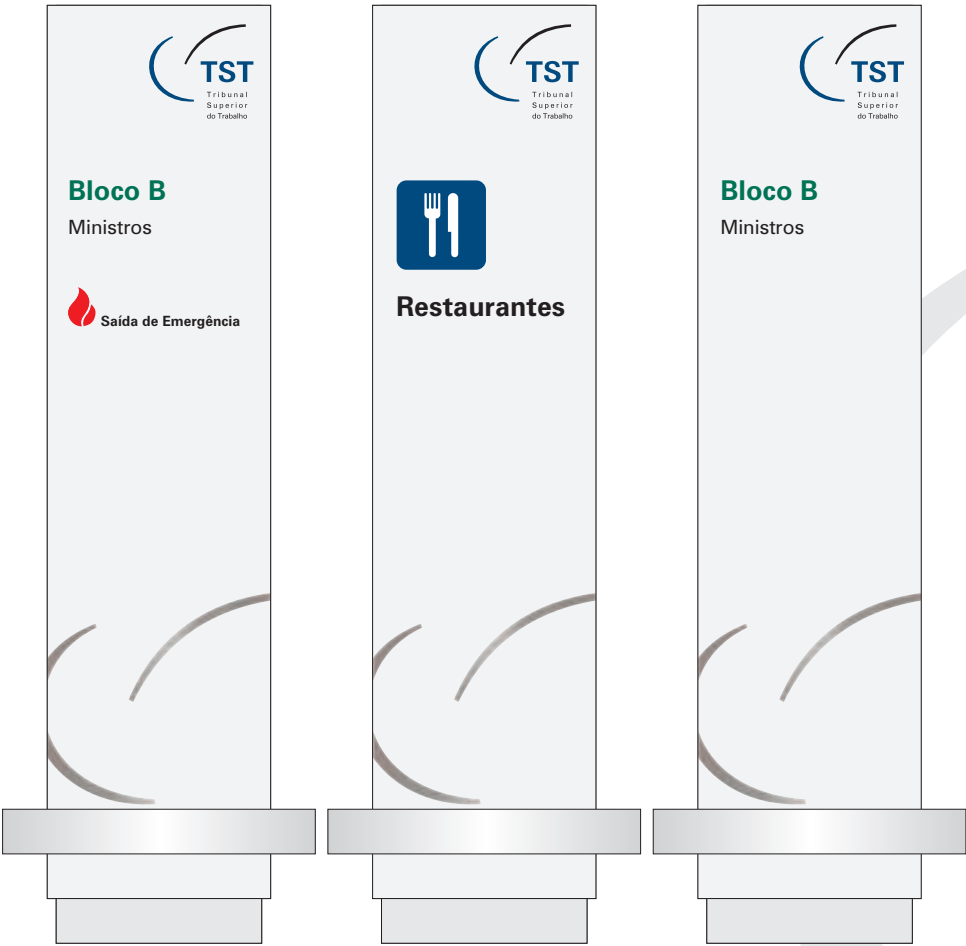 TST
Tribunal
Superior
do Trabalho
Bloco B
Ministros
Saída de Emergência
TST
Tribunal
Superior
do Trabalho
Restaurantes
TST
Tribunal
Superior
do Trabalho
Bloco B
Ministros